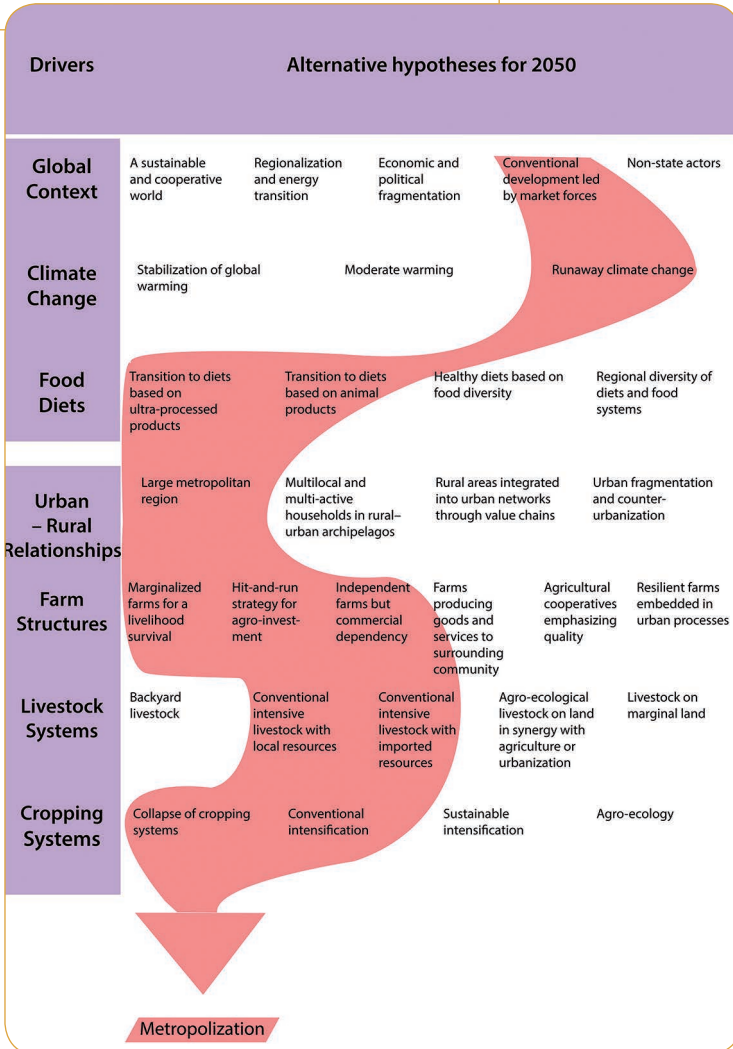 Drivers
Alternative hypotheses for 2050
Global
Context
A sustainable
and cooperative
world
Regionalization
and energy
transition
Economic and
political
fragmentation
Conventional
development led
by market forces
Non-state actors
Climate
Change
Stabilization of global
warming
Moderate warming
Runaway climate change
Food
Diets
Transition to diets
based on
ultra-processed
products
Transition to diets
based on animal
products
Healthy diets based on
food diversity
Regional diversity of
diets and food
systems
Urban
– Rural
Relationships
Large metropolitan
region
Multilocal and
multi-active
households in rural–
urban archipelagos
Rural areas integrated
into urban networks
through value chains
Urban fragmentation
and counter-
urbanization
Farm
Structures
Marginalized
farms for a
livelihood
survival
Hit-and-run
strategy for
agro-invest-
ment
Independent
farms but
commercial
dependency
Farms
producing
goods and
services to
surrounding
community
Agricultural
cooperatives
emphasizing
quality
Resilient farms
embedded in
urban processes
Livestock
Systems
Backyard
livestock
Conventional
intensive
livestock with
local resources
Conventional
intensive
livestock with
imported
resources
Agro-ecological
livestock on land
in synergy with
agriculture or
urbanization
Livestock on
marginal land
Cropping
Systems
Collapse of cropping
systems
Conventional
intensification
Sustainable
intensification
Agro-ecology
Metropolization